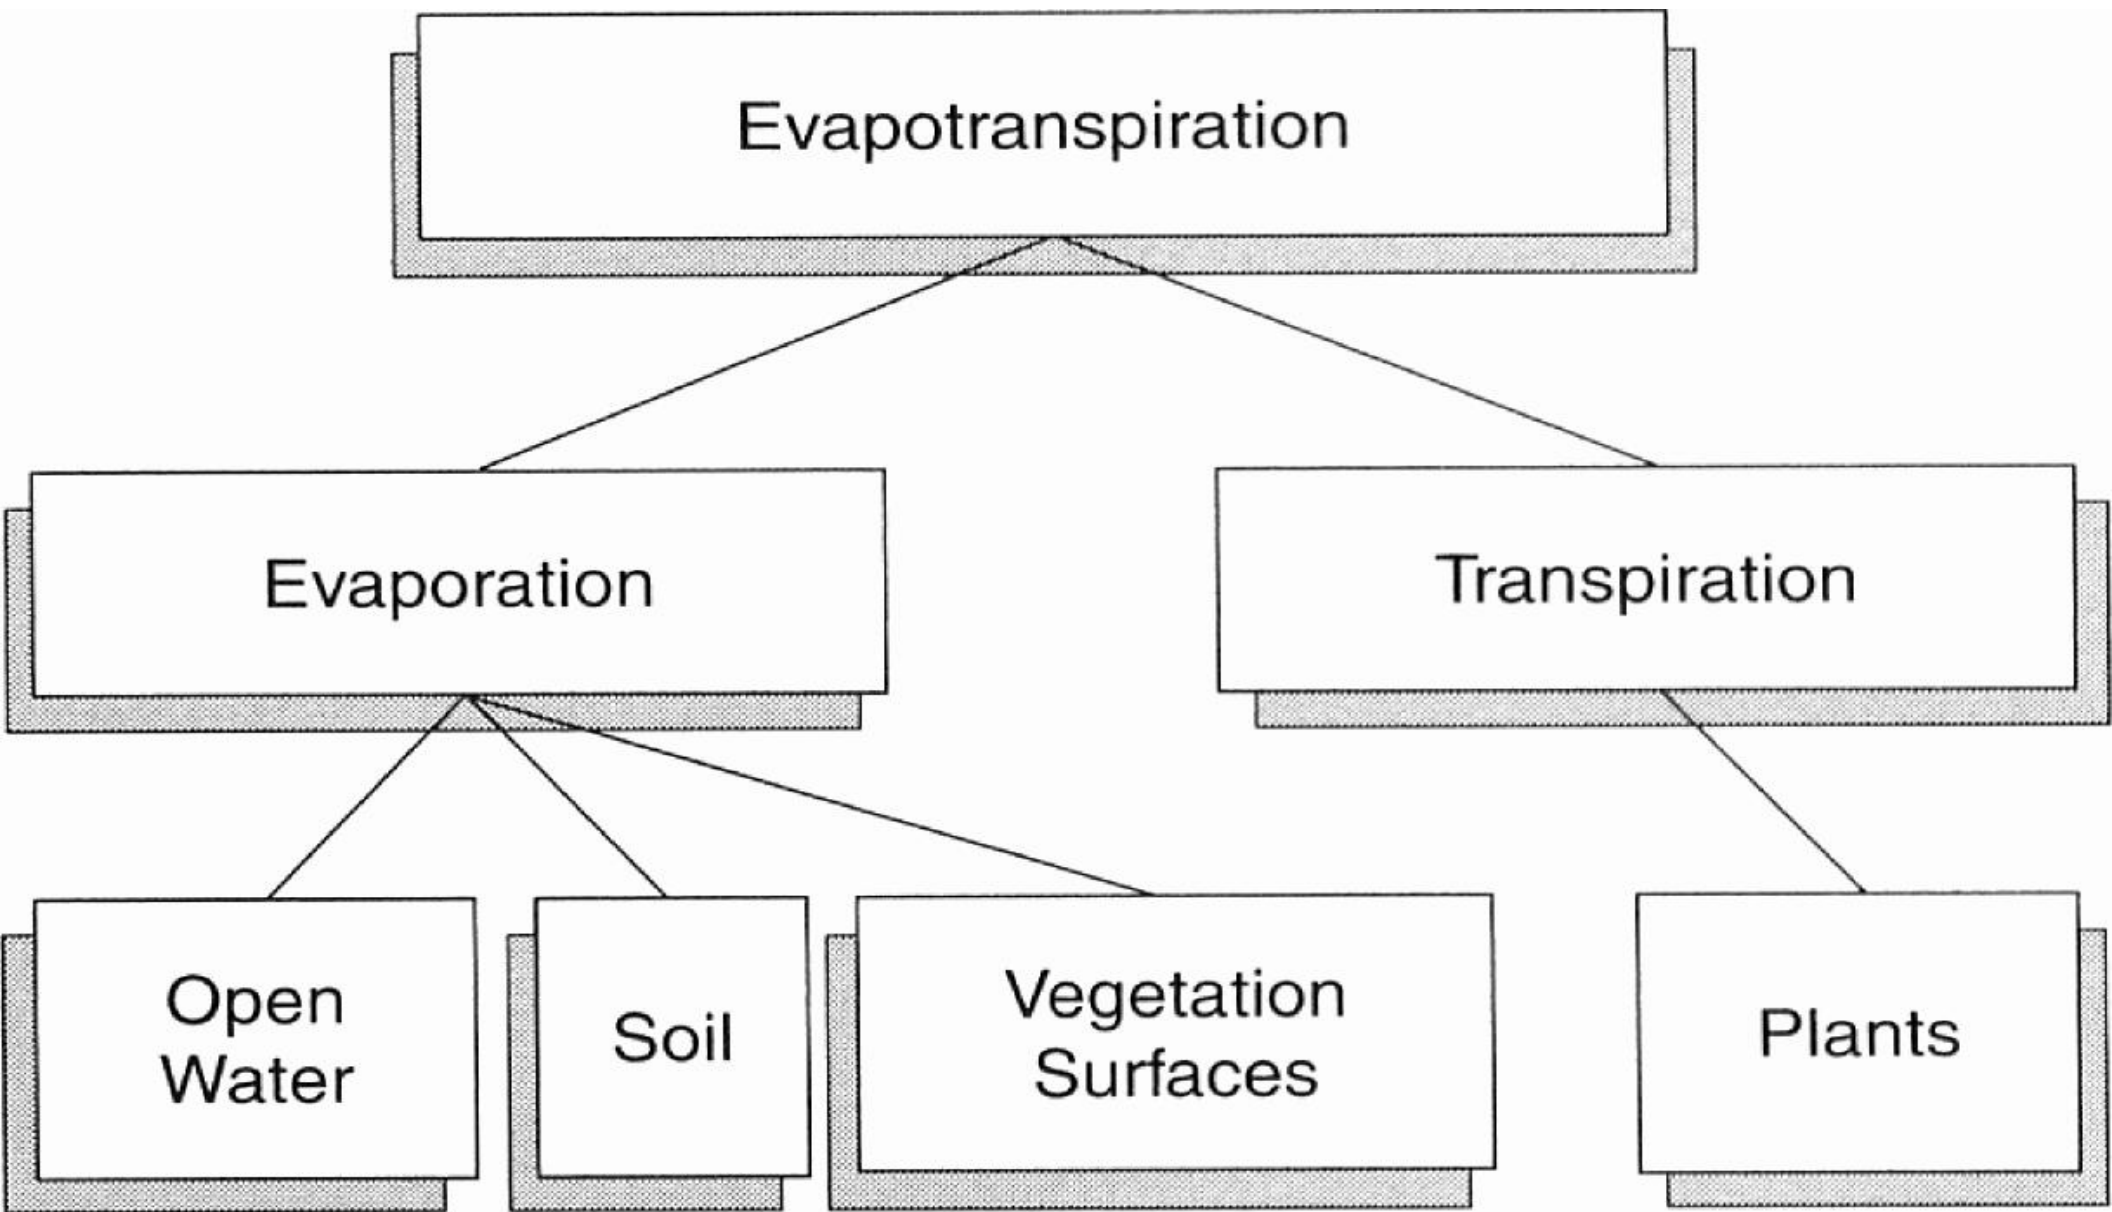 Evapotranspiration
Evaporation
Transpiration
Open
Water
Soil
Vegetation
Surfaces
Plants